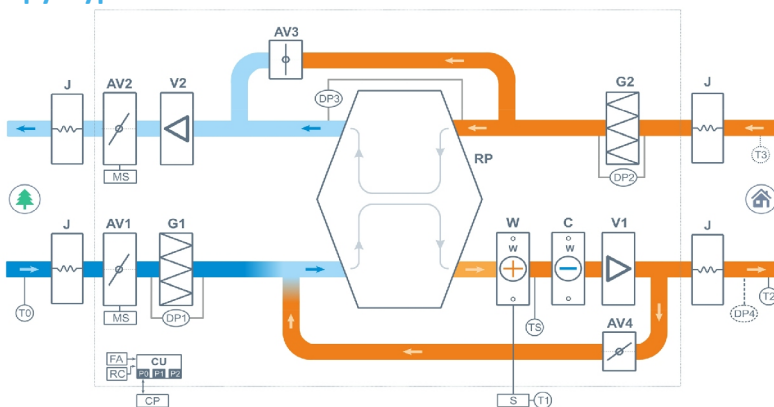 AV3
J
AV2
V2
G2
J
DP3
RP
MS
DP2
T3
J
AV1
G1
W
C
V1
J
W
W
T0
MS
DP1
TS
AV4
DP4
T2
FA
CU
RC
P0 P1 P2
CP
S
T1